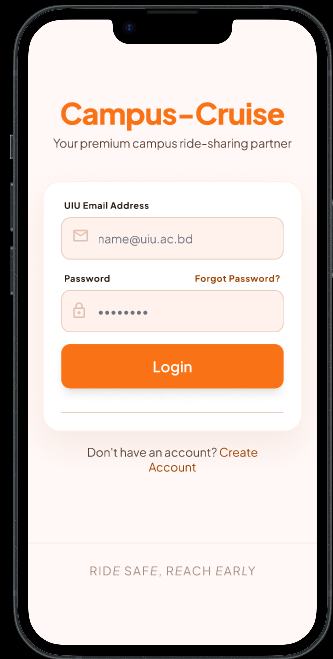 Campus-Cruise
Your premium campus ride-sharing partner
UIU Email Address
name@uiu.ac.bd
Password
Forgot Password?
••••••••
Login
Don't have an account? Create
Account
RIDE SAFE, REACH EARLY